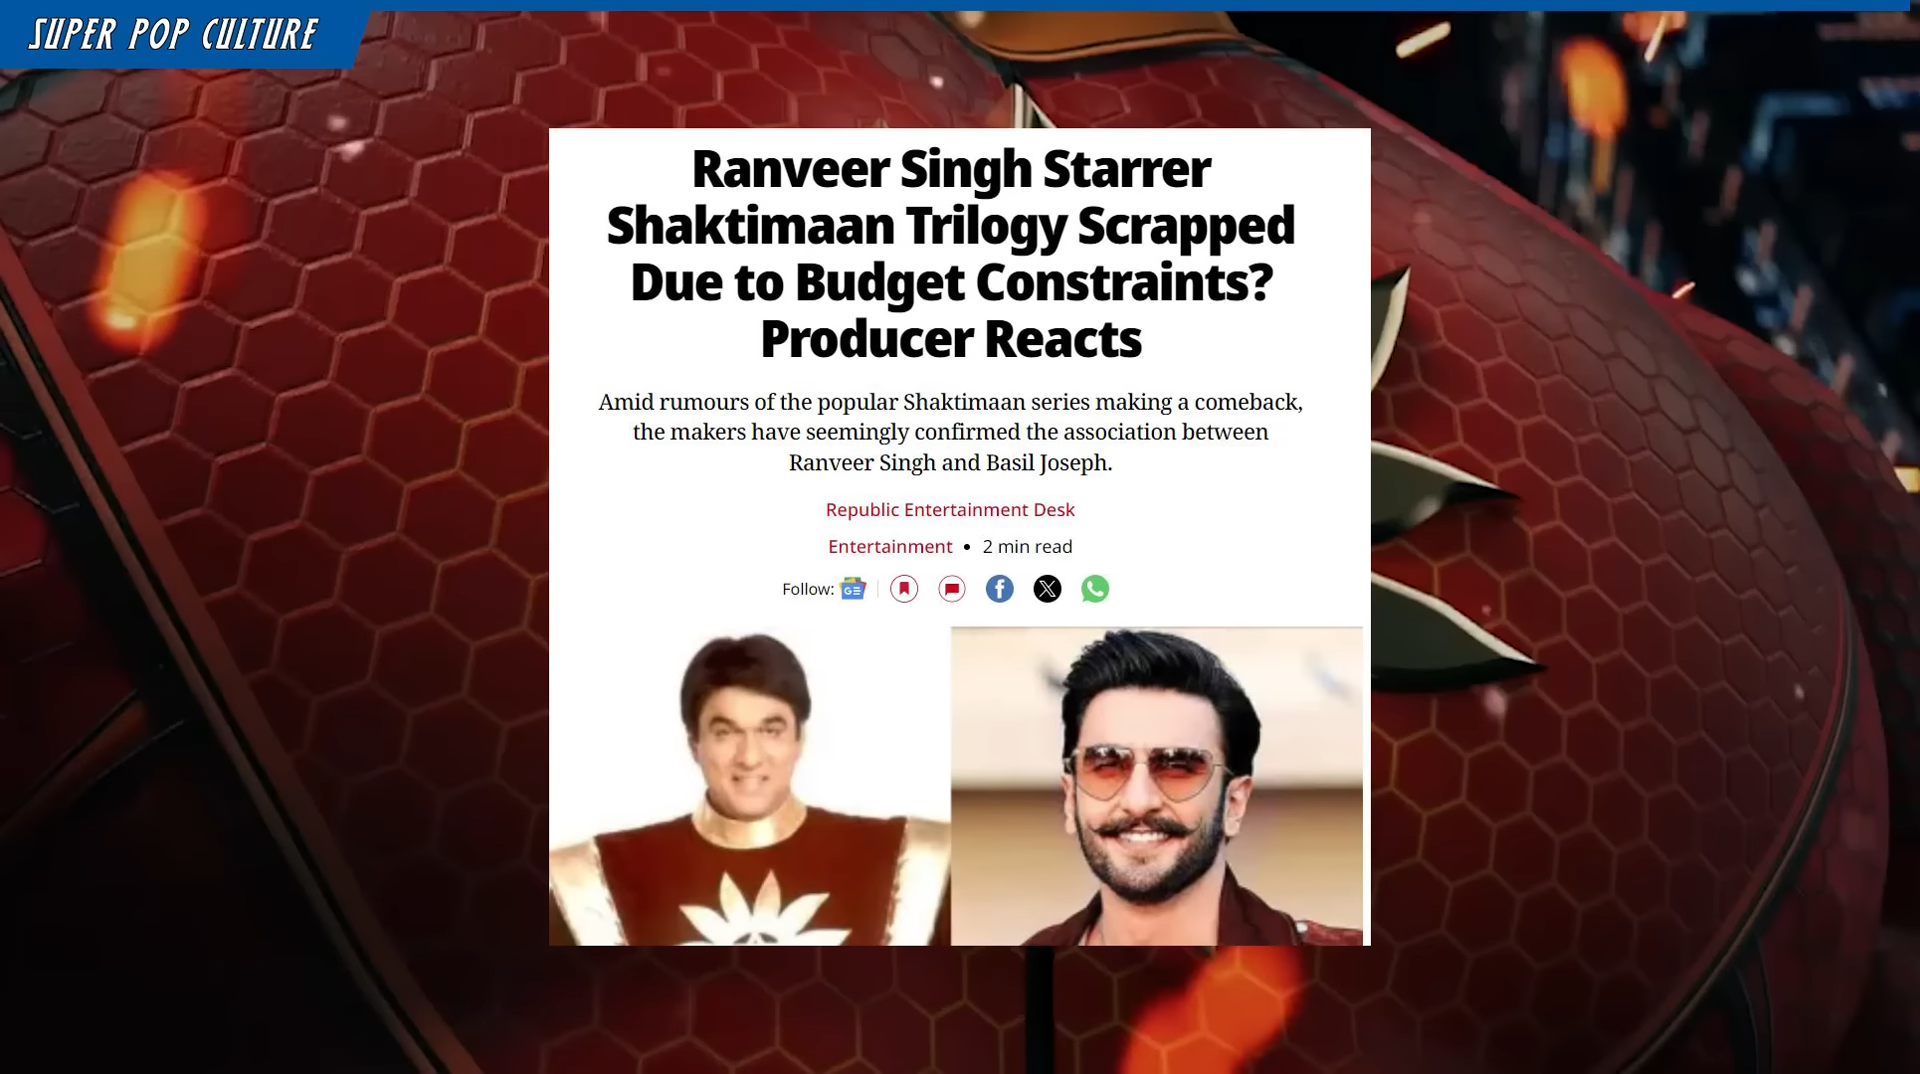 SUPER POP CULTURE
Ranveer Singh Starrer
Shaktimaan Trilogy Scrapped
Due to Budget Constraints?
Producer Reacts
Amid rumours of the popular Shaktimaan series making a comeback,
the makers have seemingly confirmed the association between
Ranveer Singh and Basil Joseph.
Republic Entertainment Desk
Entertainment • 2 min read
Follow: GE